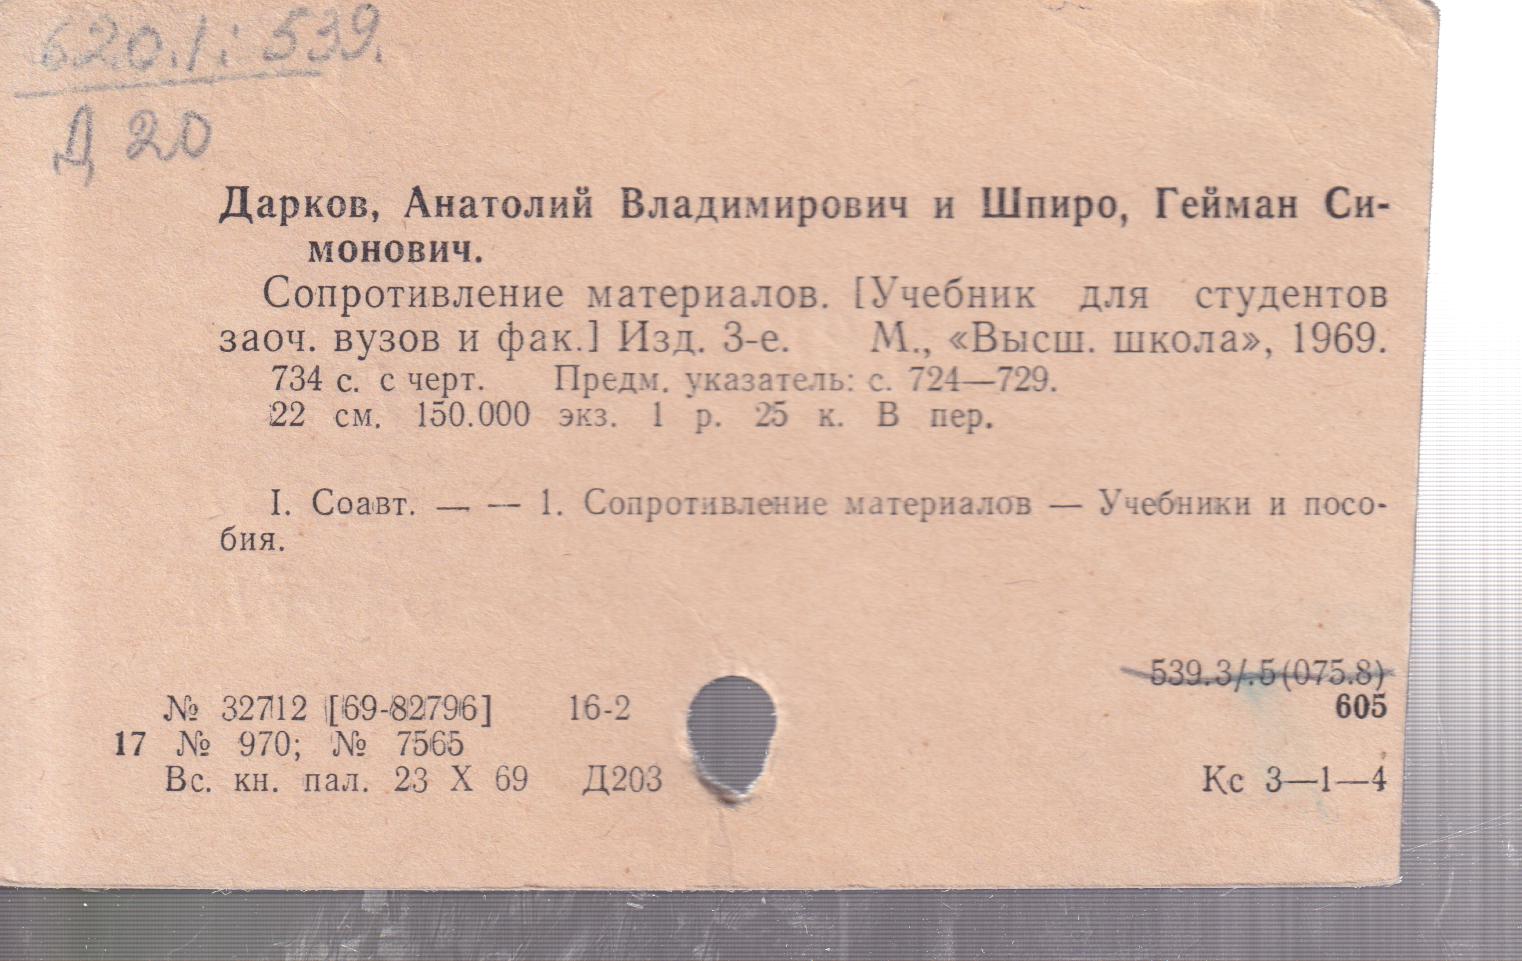 620.1:539.
Д 20
Дарков, Анатолий Владимирович и Шпиро, Гейман Си-
монович.
Сопротивление материалов. [Учебник для студентов
заоч. вузов и фак.] Изд. 3-е. М., «Высш. школа», 1969.
734 с. с черт. Предм. указатель: с. 724—729.
22 см. 150.000 экз. 1 р. 25 к. В пер.
I. Соавт. — — 1. Сопротивление материалов — Учебники и посо-
бия.
539.3/.5(075.8)
№ 32712 [69-82796] 16-2 605
17 № 970; № 7565
Вс. кн. пал. 23 X 69 Д203 Кс 3—1—4